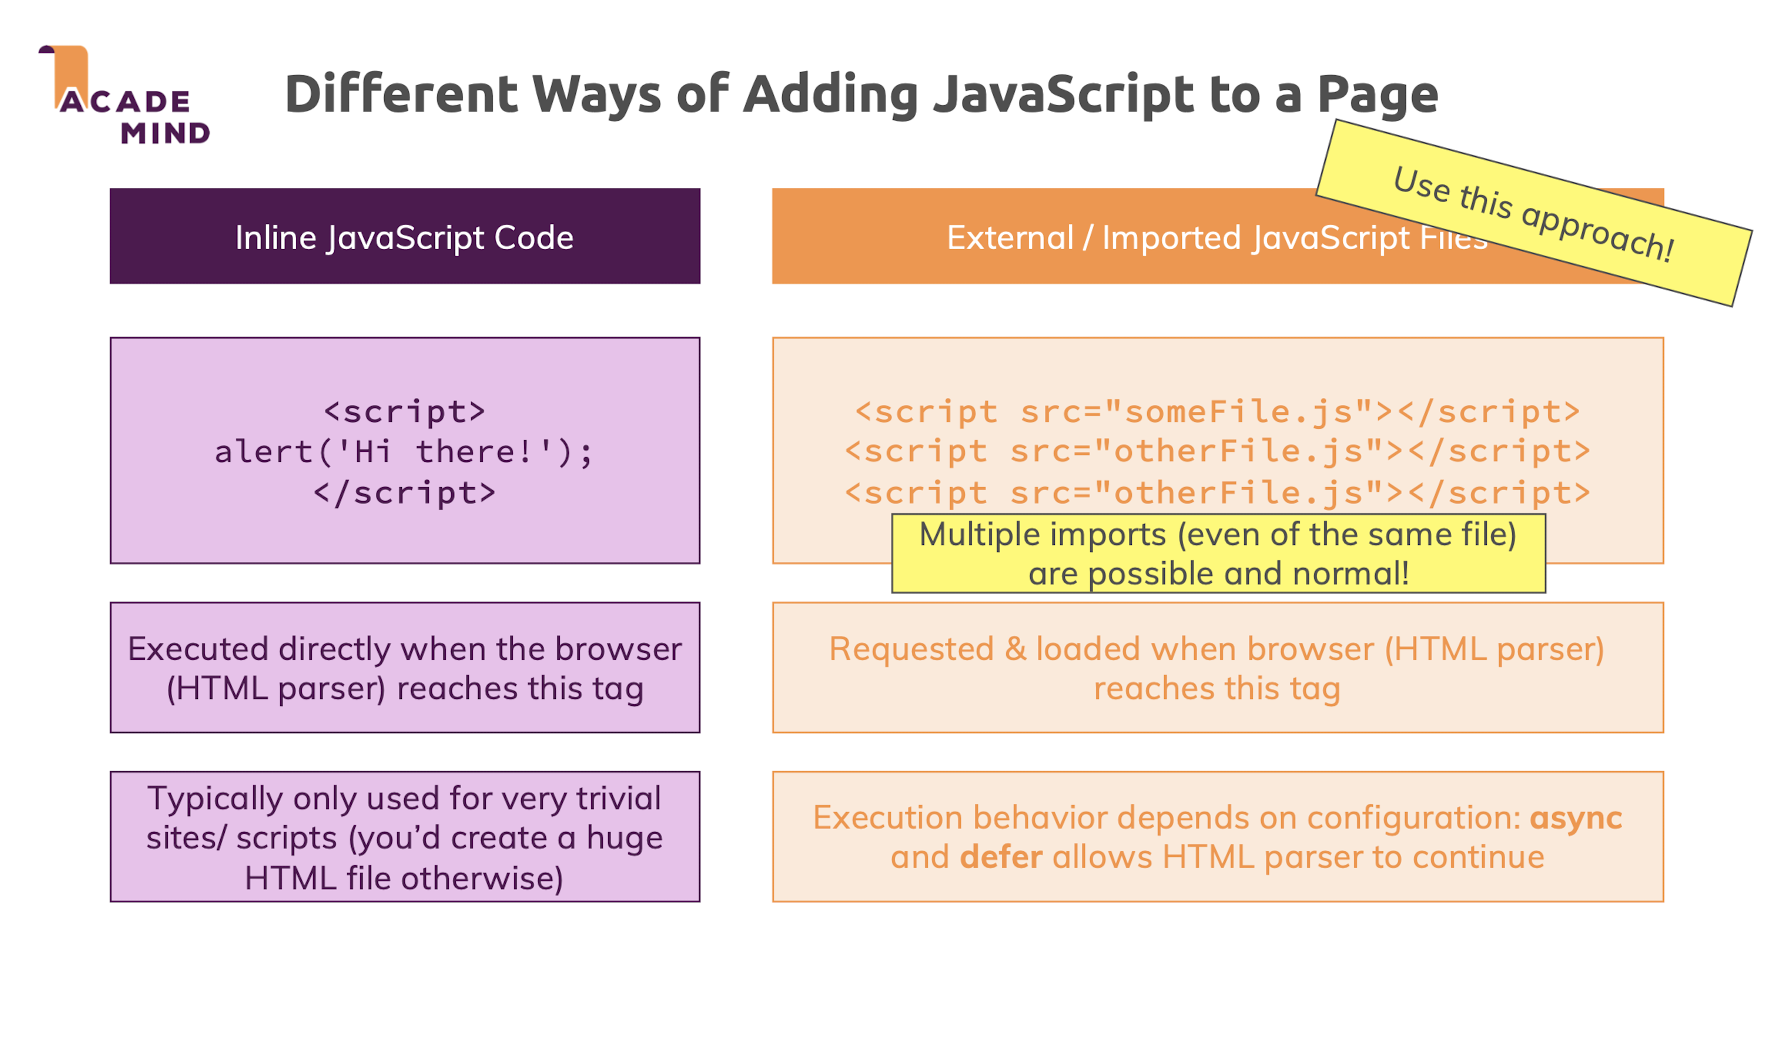 ACADE
MIND
Different Ways of Adding JavaScript to a Page
Use this approach!
Inline JavaScript Code
<script>
alert('Hi there!');
</script>
Executed directly when the browser
(HTML parser) reaches this tag
Typically only used for very trivial
sites/ scripts (you’d create a huge
HTML file otherwise)
External / Imported JavaScript Files
<script src="someFile.js"></script>
<script src="otherFile.js"></script>
<script src="otherFile.js"></script>
Multiple imports (even of the same file)
are possible and normal!
Requested & loaded when browser (HTML parser)
reaches this tag
Execution behavior depends on configuration: async
and defer allows HTML parser to continue